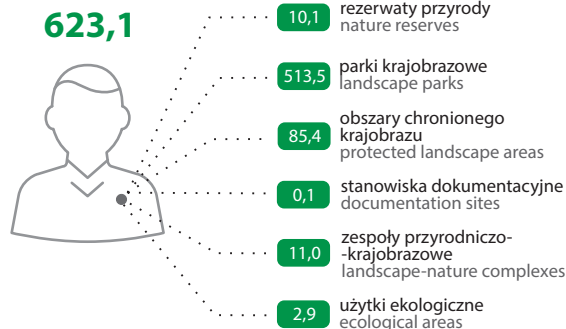 623,1
10,1
rezerwaty przyrody
nature reserves
513,5
parki krajobrazowe
landscape parks
85,4
obszary chronionego
krajobrazu
protected landscape areas
0,1
stanowiska dokumentacyjne
documentation sites
11,0
zespoły przyrodniczo-
-krajobrazowe
landscape-nature complexes
2,9
użytki ekologiczne
ecological areas